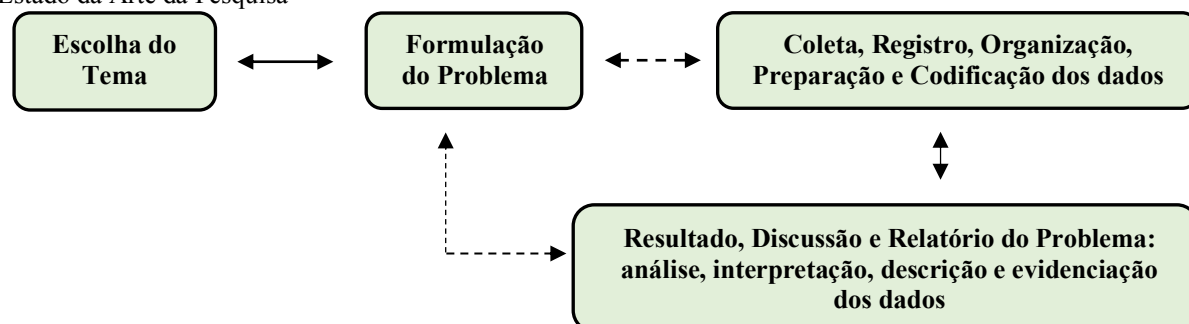 Estado da Arte da Pesquisa
Escolha do
Tema
Formulação
do Problema
Coleta, Registro, Organização,
Preparação e Codificação dos dados
Resultado, Discussão e Relatório do Problema:
análise, interpretação, descrição e evidenciação
dos dados